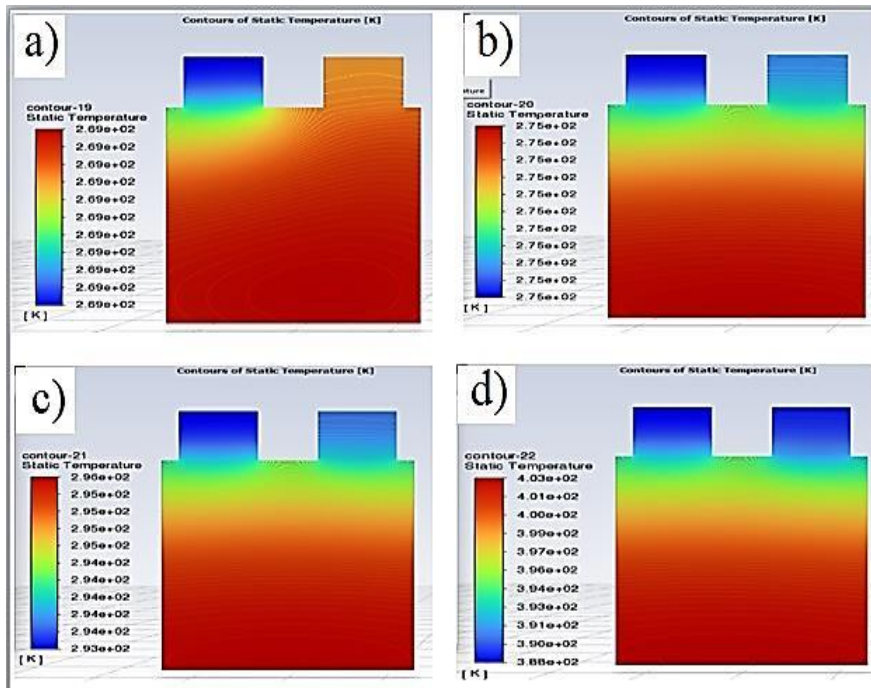 a)
Contours of Static Temperature [K]
contour-19
Static Temperature
2.69e+02
2.69e+02
2.69e+02
2.69e+02
2.69e+02
2.69e+02
2.69e+02
2.69e+02
2.69e+02
2.69e+02
2.69e+02
[ K ]
b)
Contours of Static Temperature [K]
contour-20
Static Temperature
2.75e+02
2.75e+02
2.75e+02
2.75e+02
2.75e+02
2.75e+02
2.75e+02
2.75e+02
2.75e+02
2.75e+02
2.75e+02
[ K ]
c)
Contours of Static Temperature [K]
contour-21
Static Temperature
2.96e+02
2.95e+02
2.95e+02
2.95e+02
2.95e+02
2.94e+02
2.94e+02
2.94e+02
2.94e+02
2.94e+02
2.93e+02
[ K ]
d)
Contours of Static Temperature [K]
contour-22
Static Temperature
4.03e+02
4.01e+02
4.00e+02
3.99e+02
3.97e+02
3.96e+02
3.94e+02
3.93e+02
3.91e+02
3.90e+02
3.88e+02
[ K ]